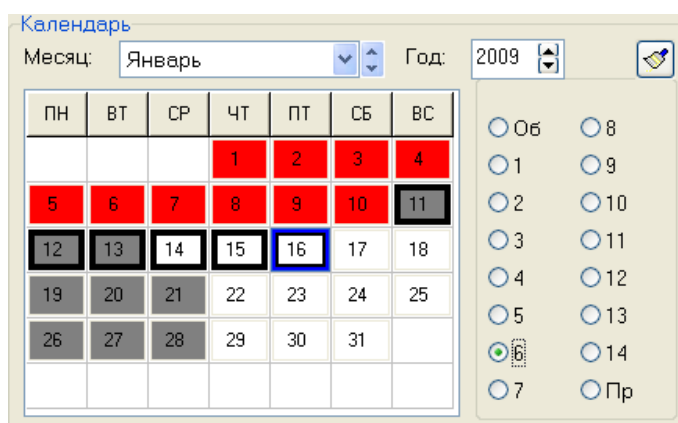 Календарь
Месяц: Январь Год: 2009
ПН ВТ СР ЧТ ПТ СБ ВС
1 2 3 4
5 6 7 8 9 10 11
12 13 14 15 16 17 18
19 20 21 22 23 24 25
26 27 28 29 30 31
Об 8
1 9
2 10
3 11
4 12
5 13
6 14
7 Пр